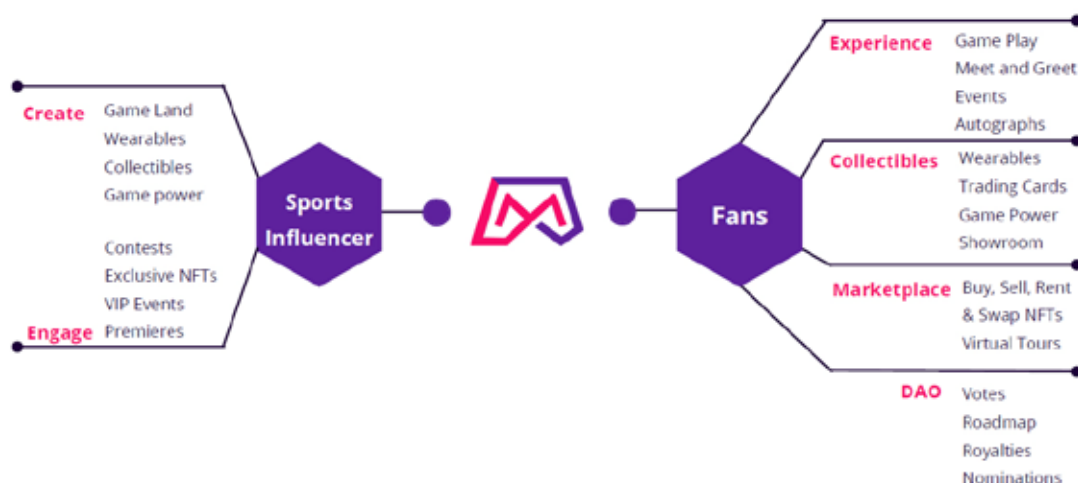 Create
Game Land
Wearables
Collectibles
Game power
Sports
Influencer
Contests
Exclusive NFTs
VIP Events
Engage Premieres
Fans
Experience Game Play
Meet and Greet
Events
Autographs
Collectibles Wearables
Trading Cards
Game Power
Showroom
Marketplace Buy, Sell, Rent
& Swap NFTs
Virtual Tours
DAO Votes
Roadmap
Royalties
Nominations